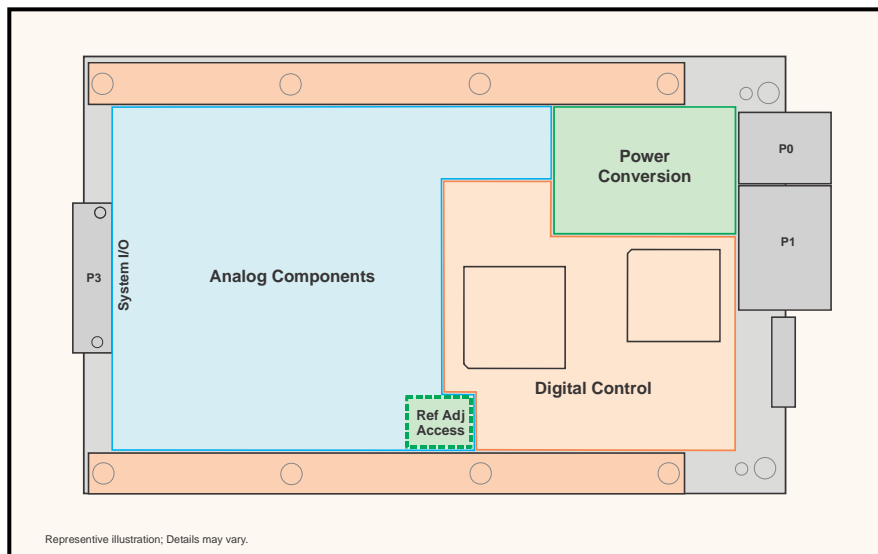 Power
Conversion
P0
P1
P3
System I/O
Analog Components
Digital Control
Ref Adj
Access
Representive illustration; Details may vary.